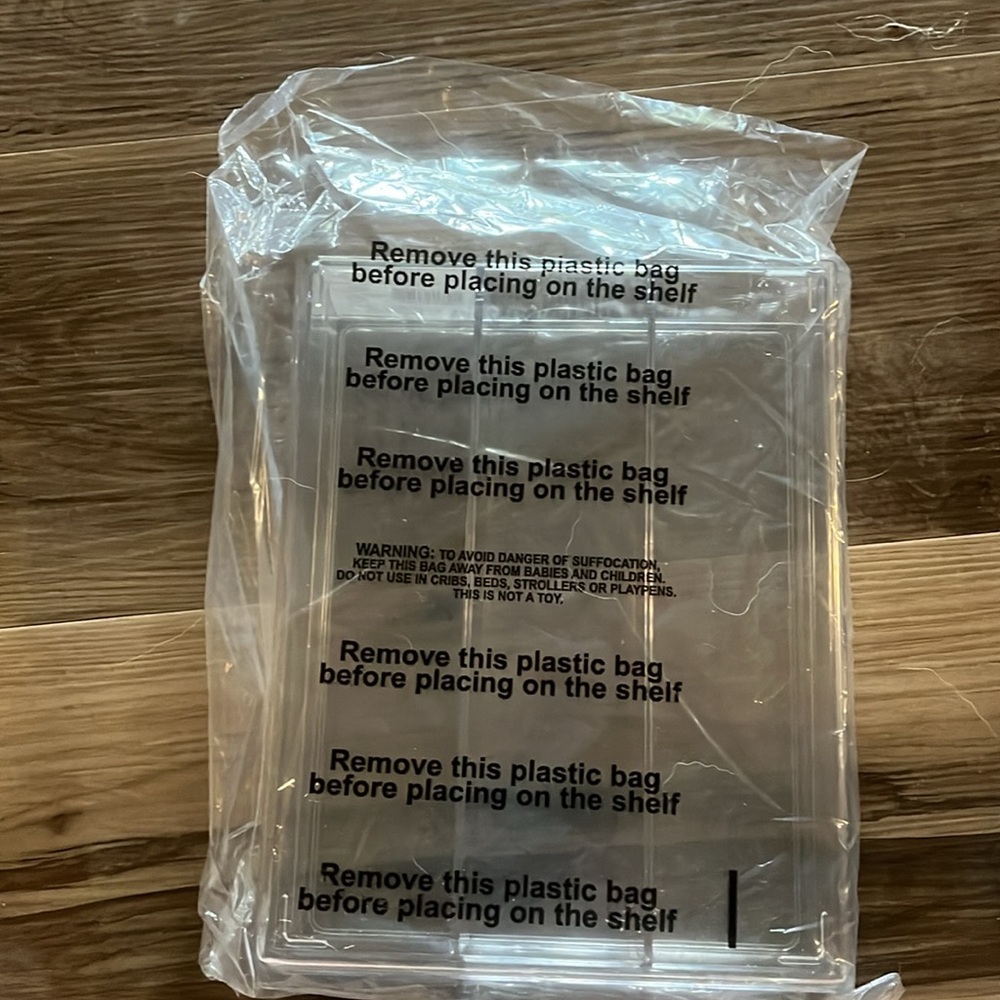 Remove this plastic bag
before placing on the shelf
Remove this plastic bag
before placing on the shelf
Remove this plastic bag
before placing on the shelf
WARNING: TO AVOID DANGER OF SUFFOCATION,
KEEP THIS BAG AWAY FROM BABIES AND CHILDREN.
DO NOT USE IN CRIBS, BEDS, STROLLERS OR PLAYPENS.
THIS IS NOT A TOY.
Remove this plastic bag
before placing on the shelf
Remove this plastic bag
before placing on the shelf
Remove this plastic bag
before placing on the shelf